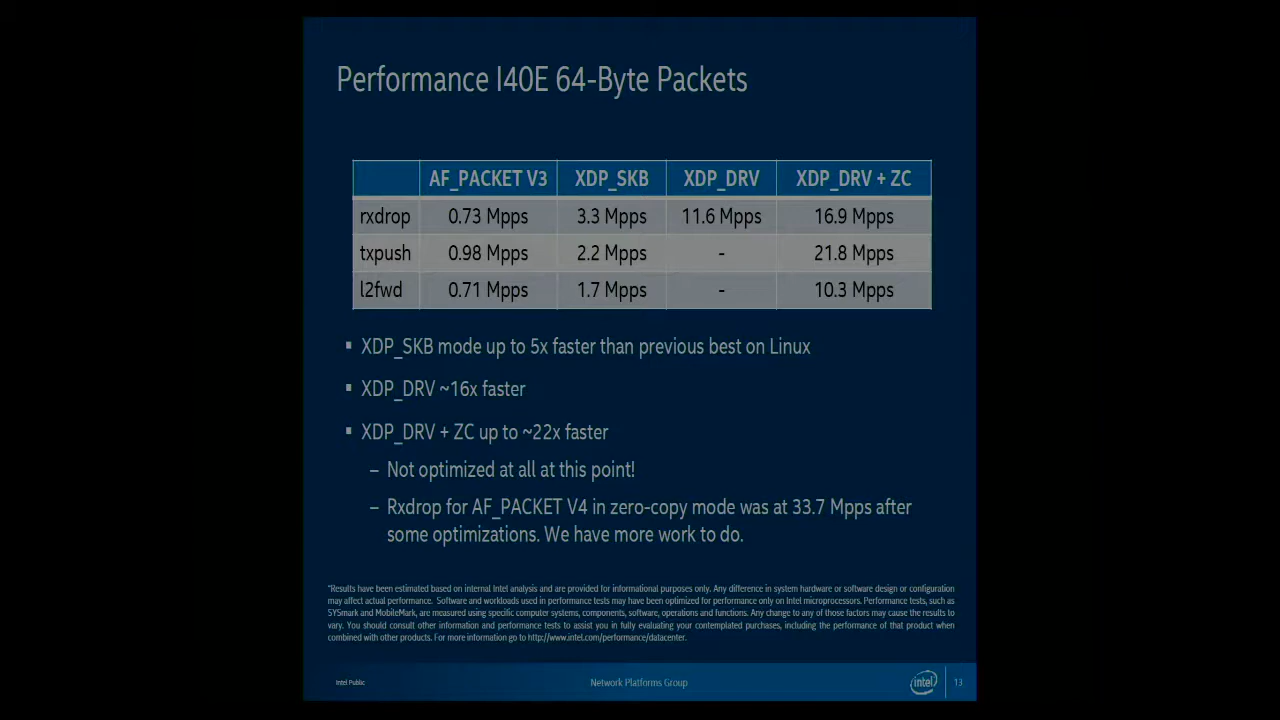 Performance I40E 64-Byte Packets
AF_PACKET V3 XDP_SKB XDP_DRV XDP_DRV + ZC
rxdrop 0.73 Mpps 3.3 Mpps 11.6 Mpps 16.9 Mpps
txpush 0.98 Mpps 2.2 Mpps - 21.8 Mpps
l2fwd 0.71 Mpps 1.7 Mpps - 10.3 Mpps
▪ XDP_SKB mode up to 5x faster than previous best on Linux
▪ XDP_DRV ~16x faster
▪ XDP_DRV + ZC up to ~22x faster
– Not optimized at all at this point!
– Rxdrop for AF_PACKET V4 in zero-copy mode was at 33.7 Mpps after
some optimizations. We have more work to do.
*Results have been estimated based on internal Intel analysis and are provided for informational purposes only. Any difference in system hardware or software design or configuration
may affect actual performance. Software and workloads used in performance tests may have been optimized for performance only on Intel microprocessors. Performance tests, such as
SYSmark and MobileMark, are measured using specific computer systems, components, software, operations and functions. Any change to any of those factors may cause the results to
vary. You should consult other information and performance tests to assist you in fully evaluating your contemplated purchases, including the performance of that product when
combined with other products. For more information go to http://www.intel.com/performance/datacenter.
Intel Public Network Platforms Group intel 13